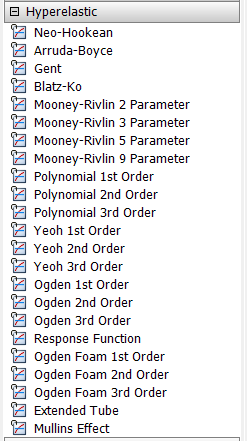 Hyperelastic
Neo-Hookean
Arruda-Boyce
Gent
Blatz-Ko
Mooney-Rivlin 2 Parameter
Mooney-Rivlin 3 Parameter
Mooney-Rivlin 5 Parameter
Mooney-Rivlin 9 Parameter
Polynomial 1st Order
Polynomial 2nd Order
Polynomial 3rd Order
Yeoh 1st Order
Yeoh 2nd Order
Yeoh 3rd Order
Ogden 1st Order
Ogden 2nd Order
Ogden 3rd Order
Response Function
Ogden Foam 1st Order
Ogden Foam 2nd Order
Ogden Foam 3rd Order
Extended Tube
Mullins Effect